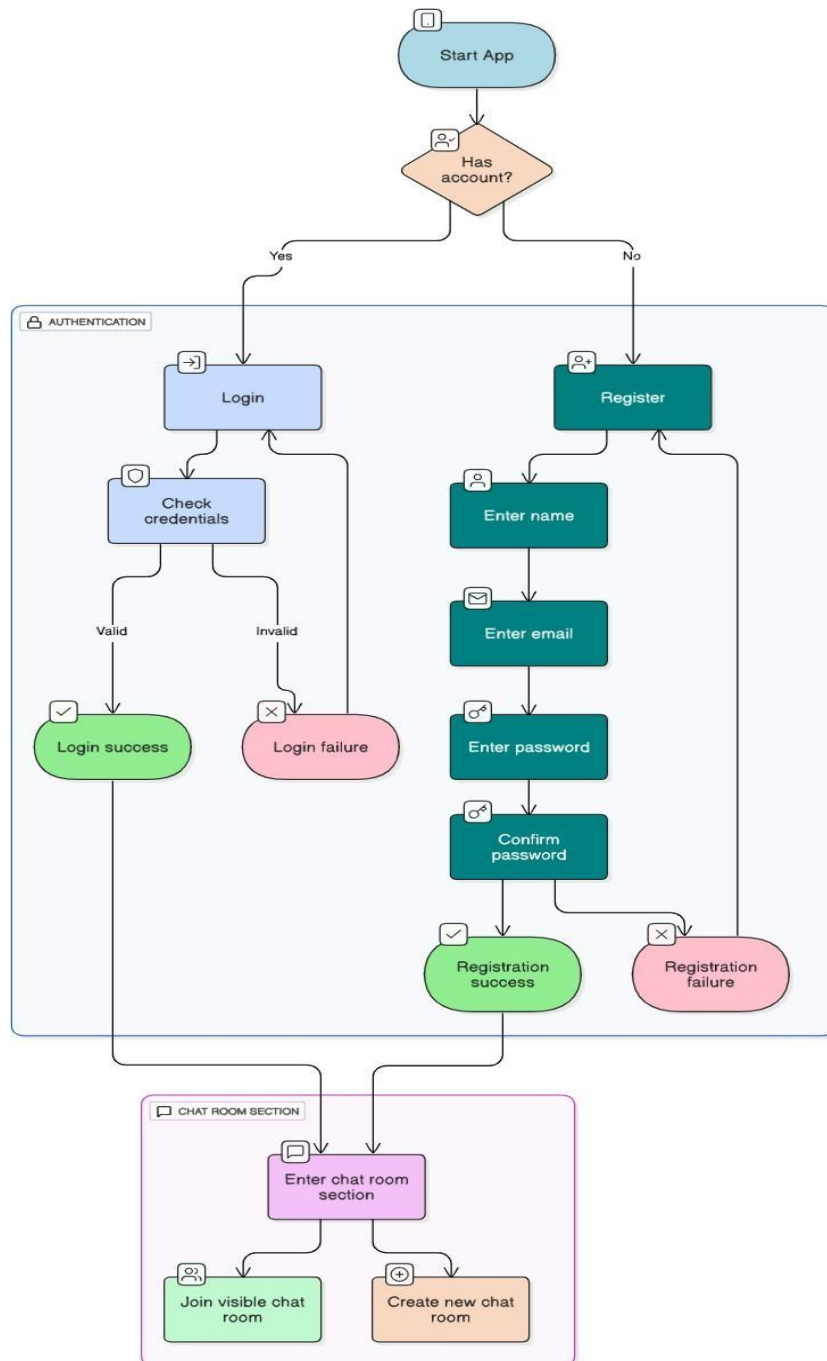 Start App
Has
account?
Yes
No
AUTHENTICATION
Login
Register
Check
credentials
Enter name
Valid
Invalid
Enter email
Login success
Login failure
Enter password
Confirm
password
Registration
success
Registration
failure
CHAT ROOM SECTION
Enter chat room
section
Join visible chat
room
Create new chat
room